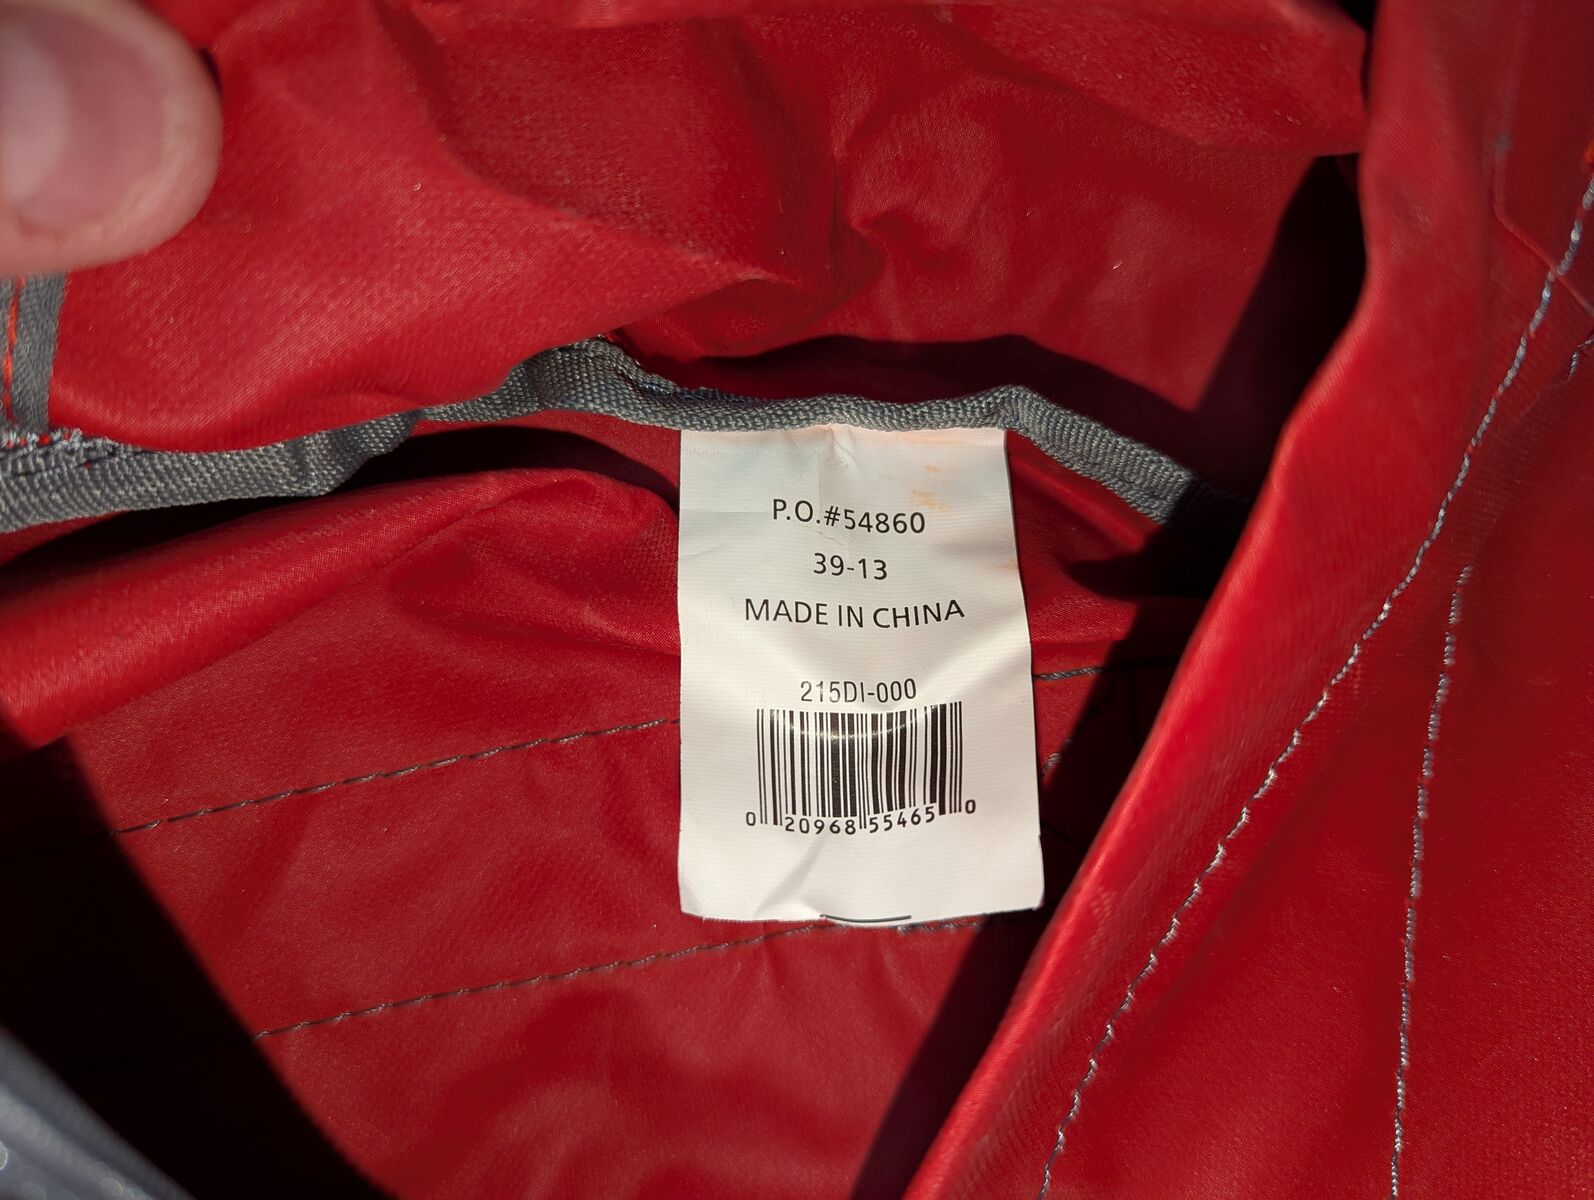 P.O.#54860
39-13
MADE IN CHINA
215DI-000
0 20968 55465 0